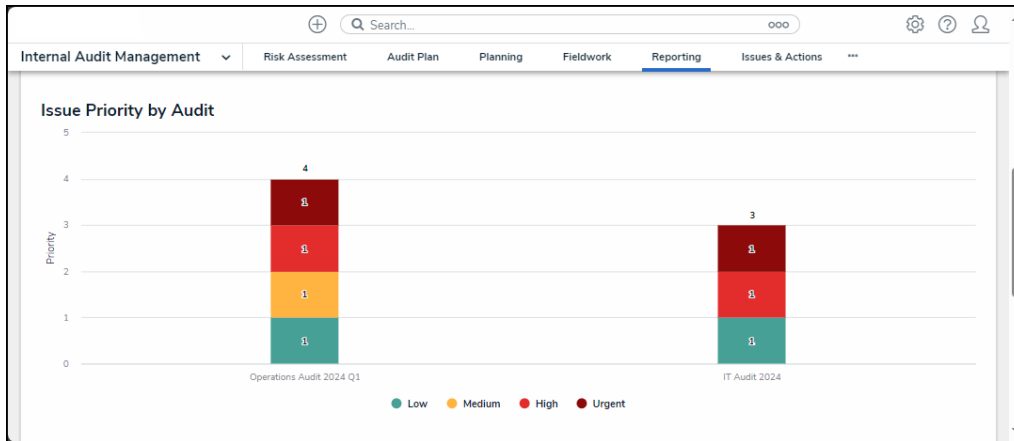 Search...
Internal Audit Management Risk Assessment Audit Plan Planning Fieldwork Reporting Issues & Actions
Issue Priority by Audit
5
4
4
1
3
3
1
1
Priority
2
1
1
1
1
1
1
0
Operations Audit 2024 Q1 IT Audit 2024
Low Medium High Urgent